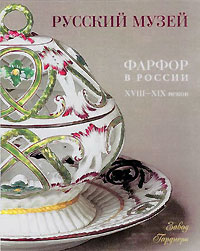 РУССКИЙ МУЗЕЙ
ФАРФОР
В РОССИИ
XVIII–XIX веков
Завод
Гарднера